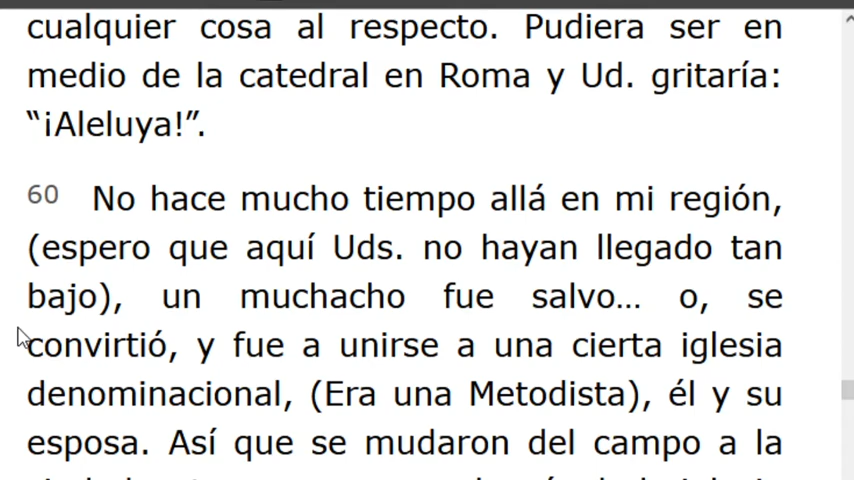 cualquier cosa al respecto. Pudiera ser en
medio de la catedral en Roma y Ud. gritaría:
“¡Aleluya!”.
60 No hace mucho tiempo allá en mi región,
(espero que aquí Uds. no hayan llegado tan
bajo), un muchacho fue salvo… o, se
convirtió, y fue a unirse a una cierta iglesia
denominacional, (Era una Metodista), él y su
esposa. Así que se mudaron del campo a la